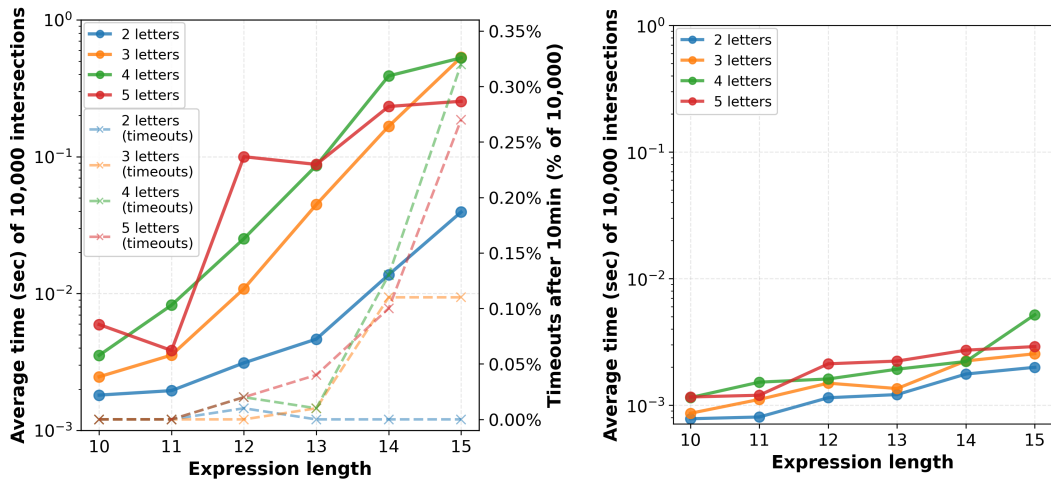 Average time (sec) of 10,000 intersections
10⁰
10⁻¹
10⁻²
10⁻³
2 letters
3 letters
4 letters
5 letters
2 letters
(timeouts)
3 letters
(timeouts)
4 letters
(timeouts)
5 letters
(timeouts)
0.35%
0.30%
0.25%
0.20%
0.15%
0.10%
0.05%
0.00%
Timeouts after 10min (% of 10,000)
10 11 12 13 14 15
Expression length
Average time (sec) of 10,000 intersections
10⁰
10⁻¹
10⁻²
10⁻³
2 letters
3 letters
4 letters
5 letters
10 11 12 13 14 15
Expression length